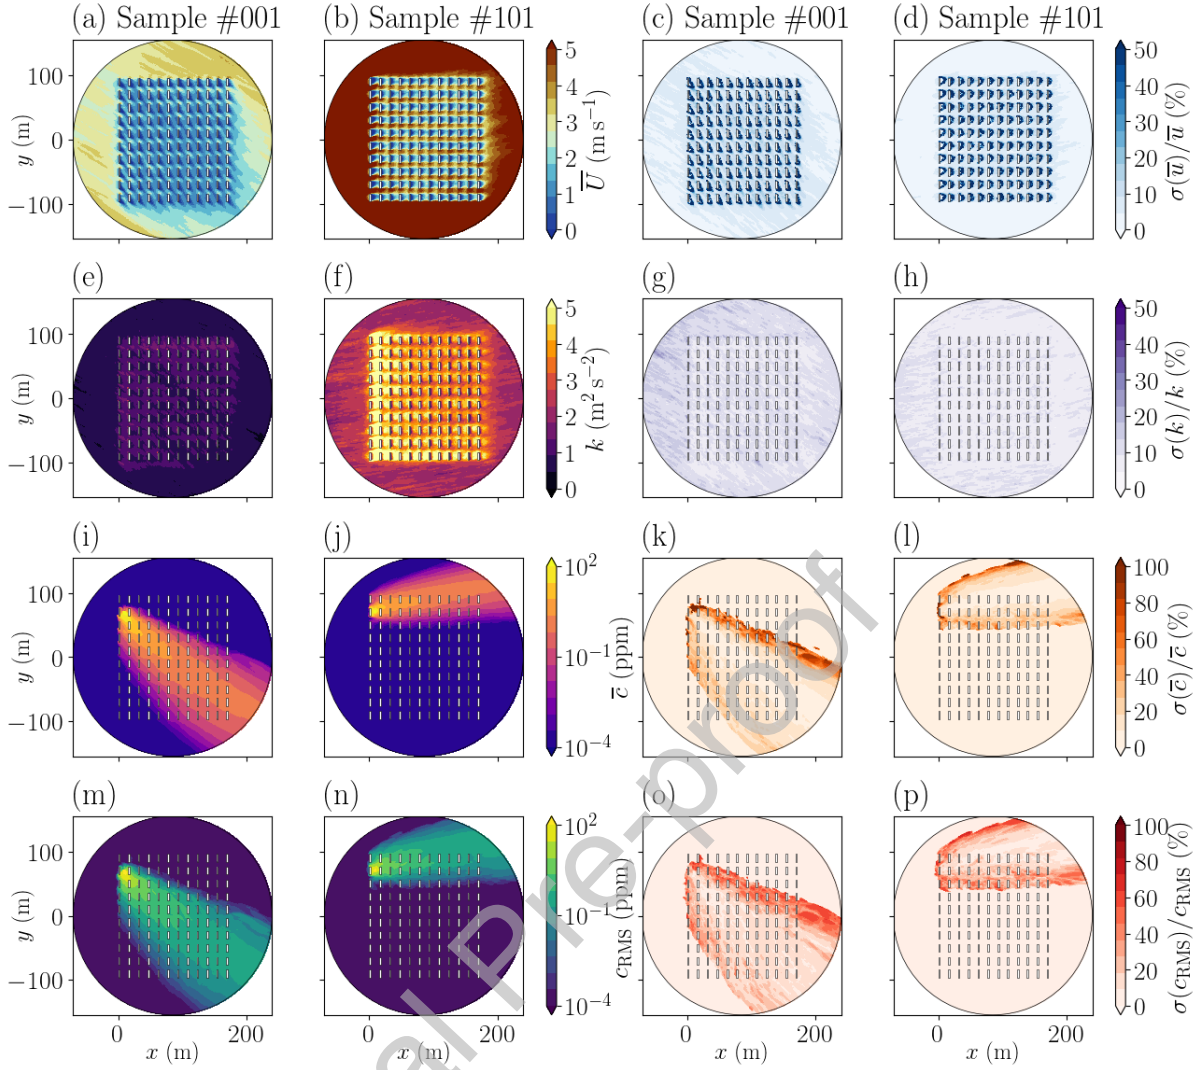 (a) Sample #001
(b) Sample #101
(c) Sample #001
(d) Sample #101
y (m)
100
0
−100
5
4
3
2
1
0
U̅ (m s⁻¹)
50
40
30
20
10
0
σ(u̅)/u̅ (%)
(e)
(f)
(g)
(h)
y (m)
100
0
−100
5
4
3
2
1
0
k (m² s⁻²)
50
40
30
20
10
0
σ(k)/k (%)
(i)
(j)
(k)
(l)
y (m)
100
0
−100
10²
10⁻¹
10⁻⁴
c̅ (ppm)
100
80
60
40
20
0
σ(c̅)/c̅ (%)
(m)
(n)
(o)
(p)
y (m)
100
0
−100
0 200
x (m)
0 200
x (m)
10²
10⁻¹
10⁻⁴
c_RMS (ppm)
0 200
x (m)
0 200
x (m)
100
80
60
40
20
0
σ(c_RMS)/c_RMS (%)
al Pre-proof